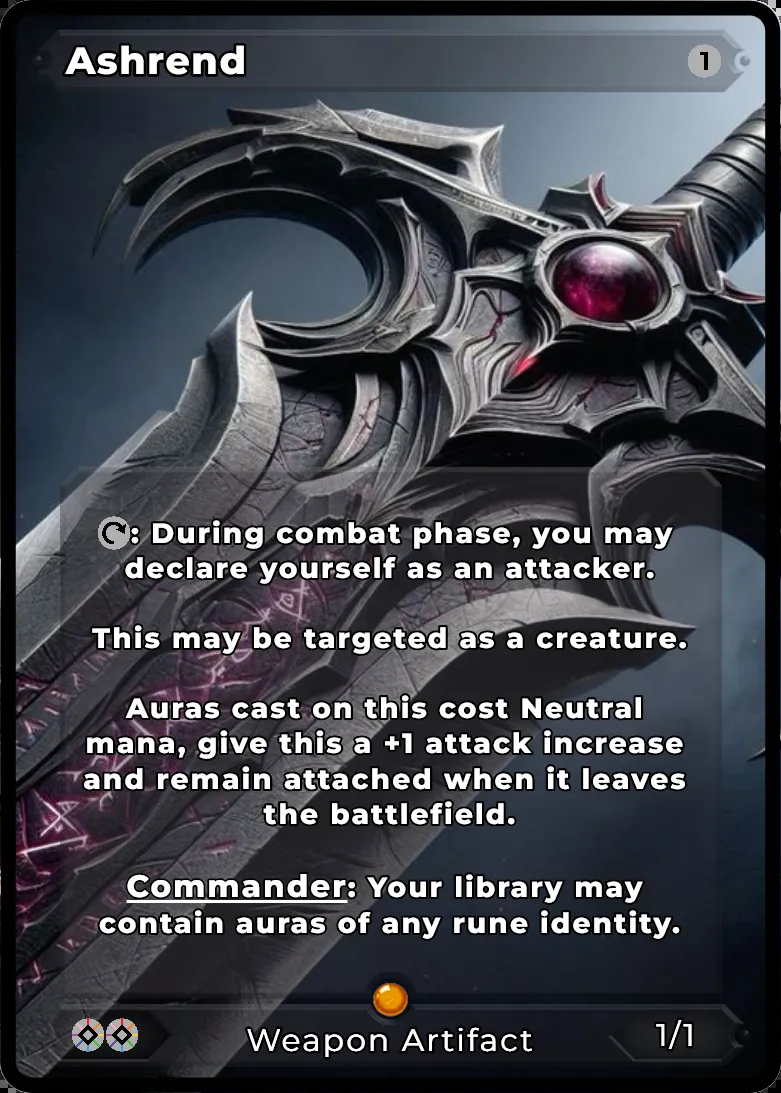 Ashrend
1
: During combat phase, you may
declare yourself as an attacker.
This may be targeted as a creature.
Auras cast on this cost Neutral
mana, give this a +1 attack increase
and remain attached when it leaves
the battlefield.
Commander: Your library may
contain auras of any rune identity.
Weapon Artifact
1/1